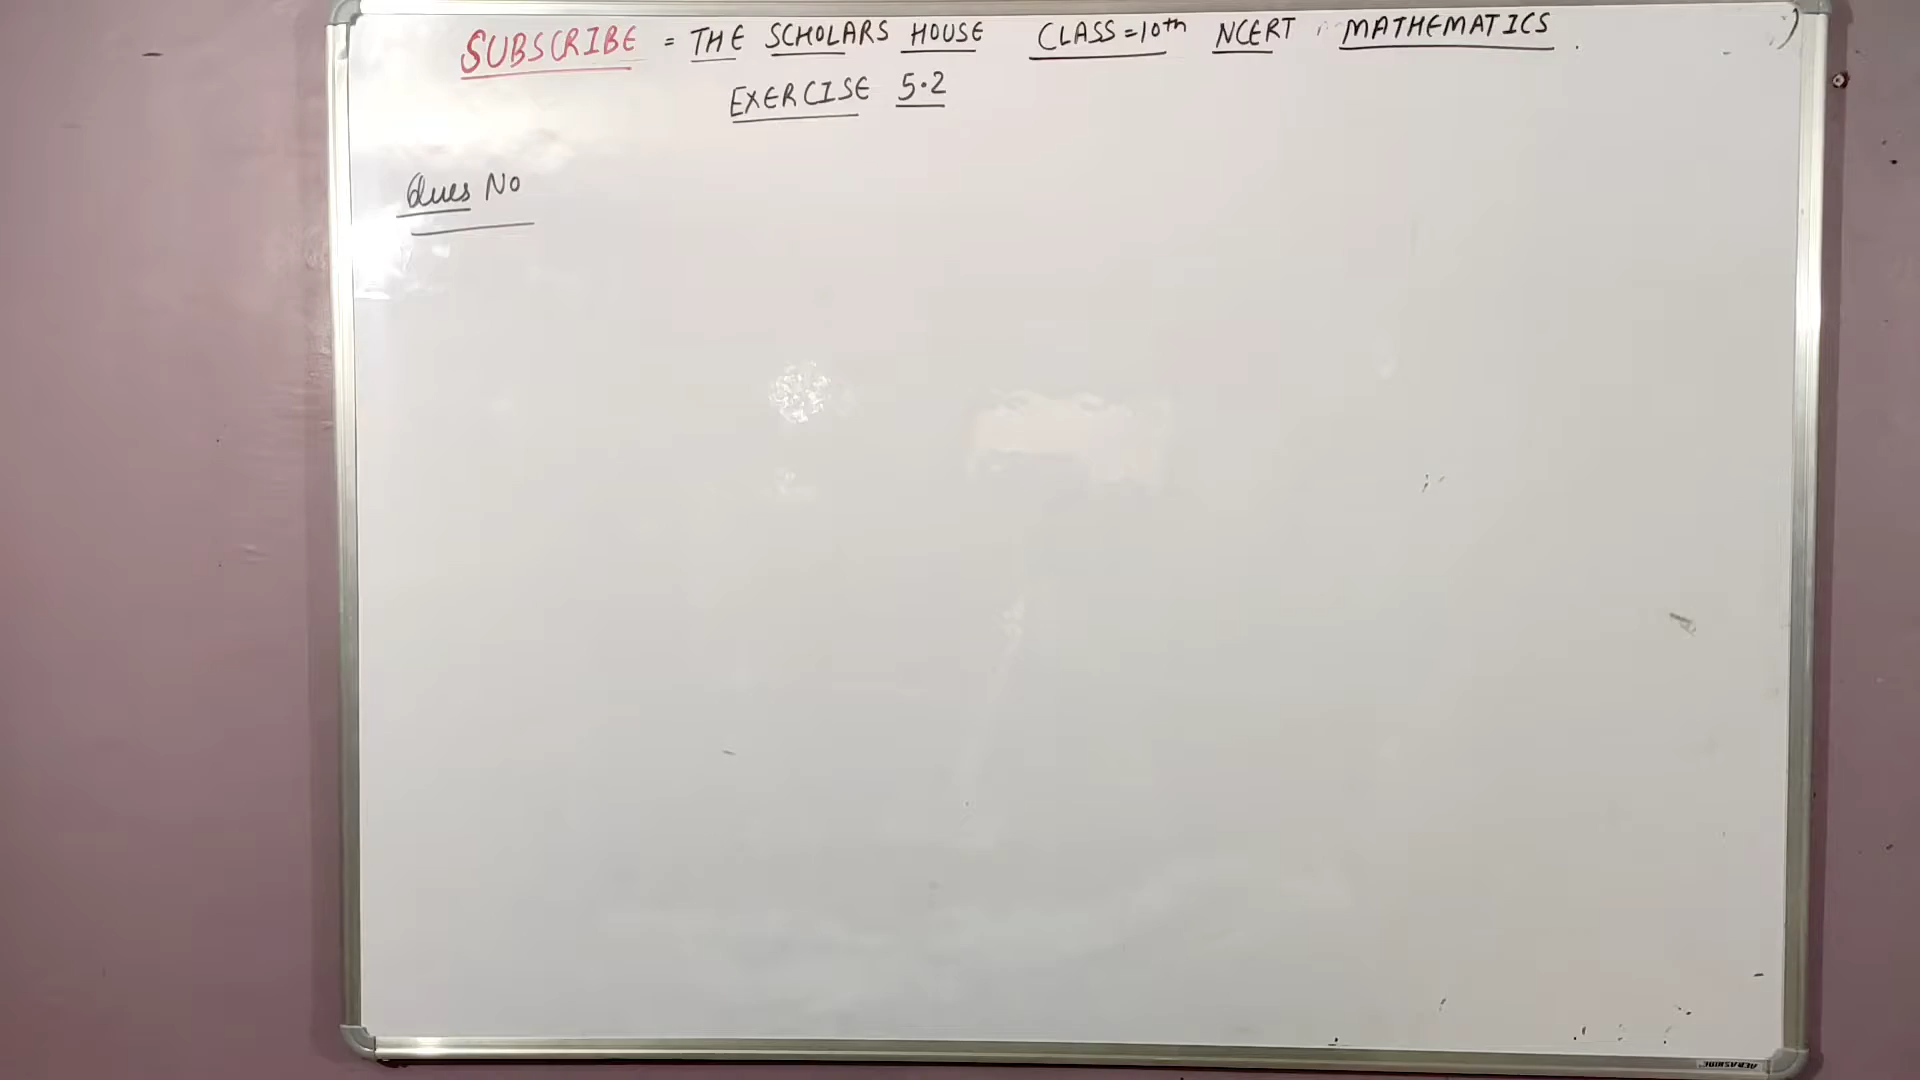 SUBSCRIBE = THE SCHOLARS HOUSE CLASS=10th NCERT MATHEMATICS
EXERCISE 5.2
Ques No